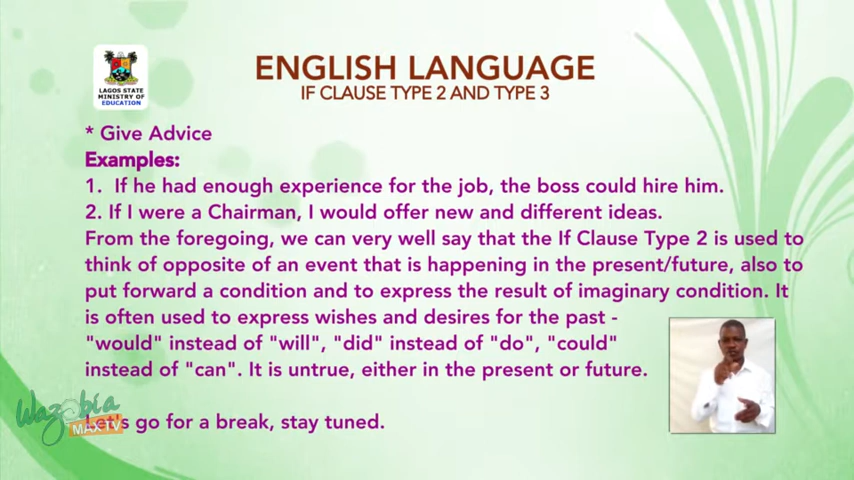 LAGOS STATE
MINISTRY OF
EDUCATION
ENGLISH LANGUAGE
IF CLAUSE TYPE 2 AND TYPE 3
* Give Advice
Examples:
1. If he had enough experience for the job, the boss could hire him.
2. If I were a Chairman, I would offer new and different ideas.
From the foregoing, we can very well say that the If Clause Type 2 is used to
think of opposite of an event that is happening in the present/future, also to
put forward a condition and to express the result of imaginary condition. It
is often used to express wishes and desires for the past -
"would" instead of "will", "did" instead of "do", "could"
instead of "can". It is untrue, either in the present or future.
Let's go for a break, stay tuned.
Wazobia
MAX TV